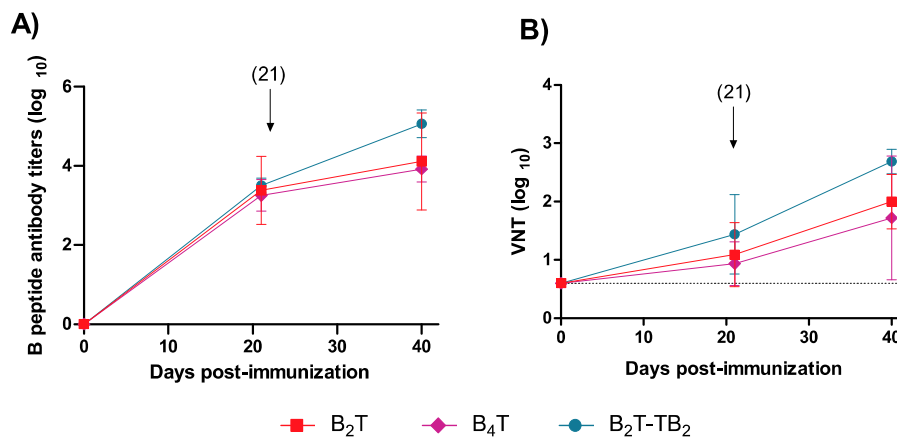 A)
B peptide antibody titers (log 10)
6
4
2
0
(21)
0 10 20 30 40
Days post-immunization
B)
VNT (log 10)
4
3
2
1
0
(21)
0 10 20 30 40
Days post-immunization
B2T B4T B2T-TB2